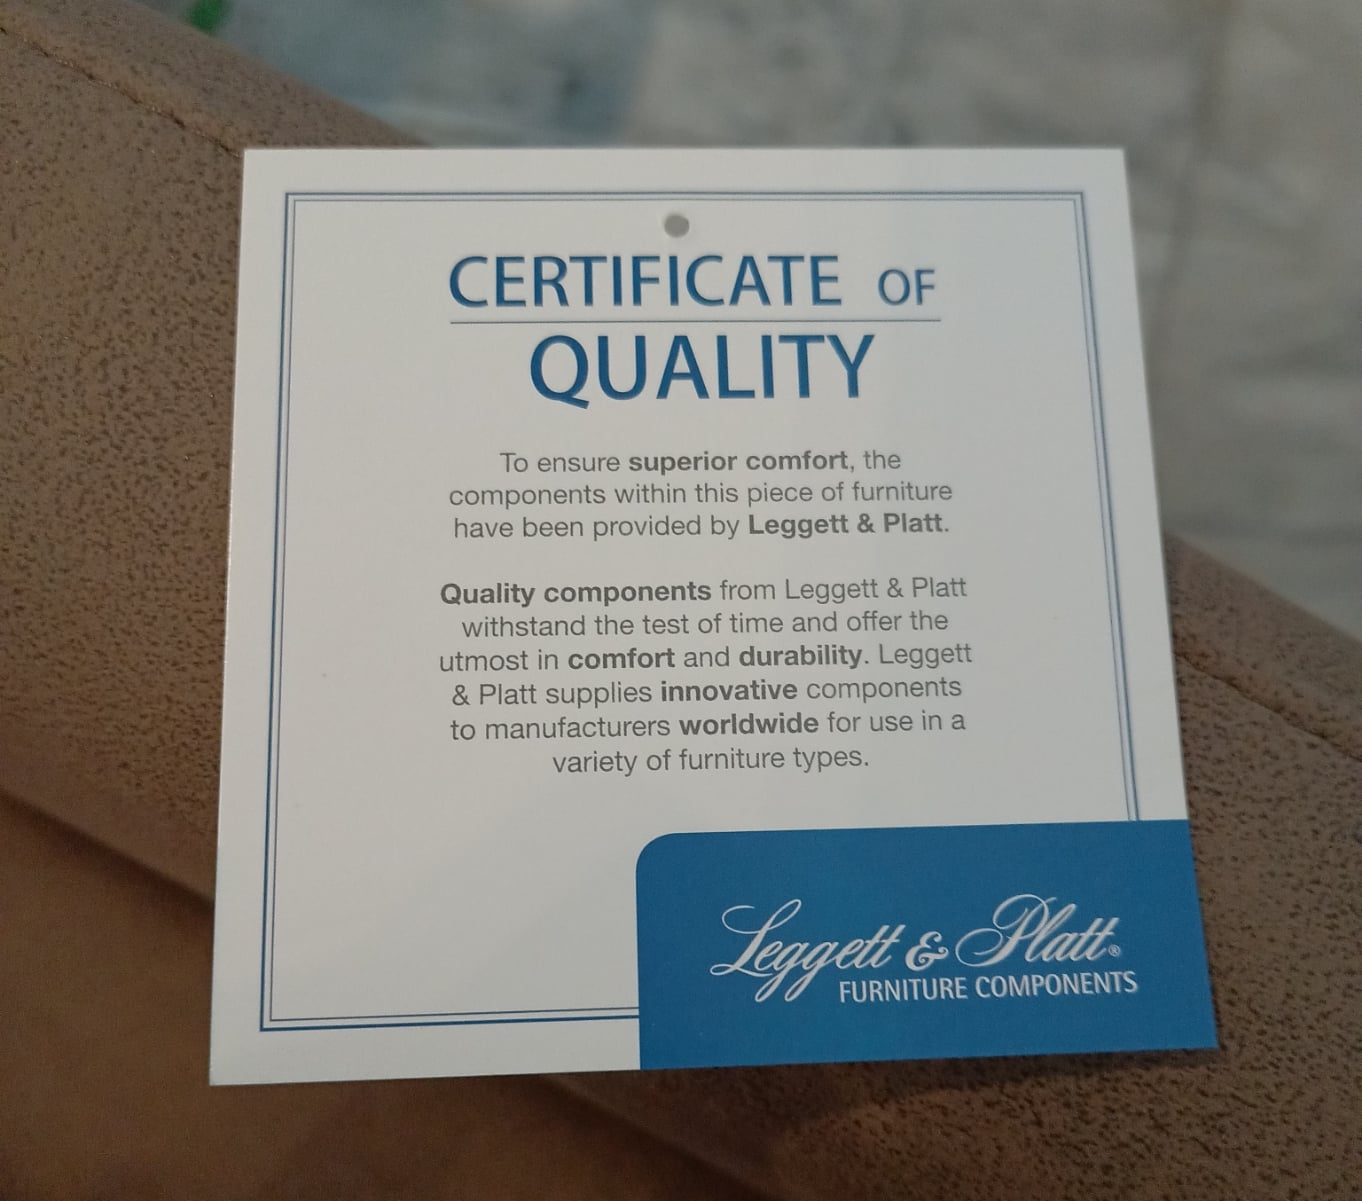 CERTIFICATE OF
QUALITY
To ensure superior comfort, the
components within this piece of furniture
have been provided by Leggett & Platt.
Quality components from Leggett & Platt
withstand the test of time and offer the
utmost in comfort and durability. Leggett
& Platt supplies innovative components
to manufacturers worldwide for use in a
variety of furniture types.
Leggett & Platt®
FURNITURE COMPONENTS